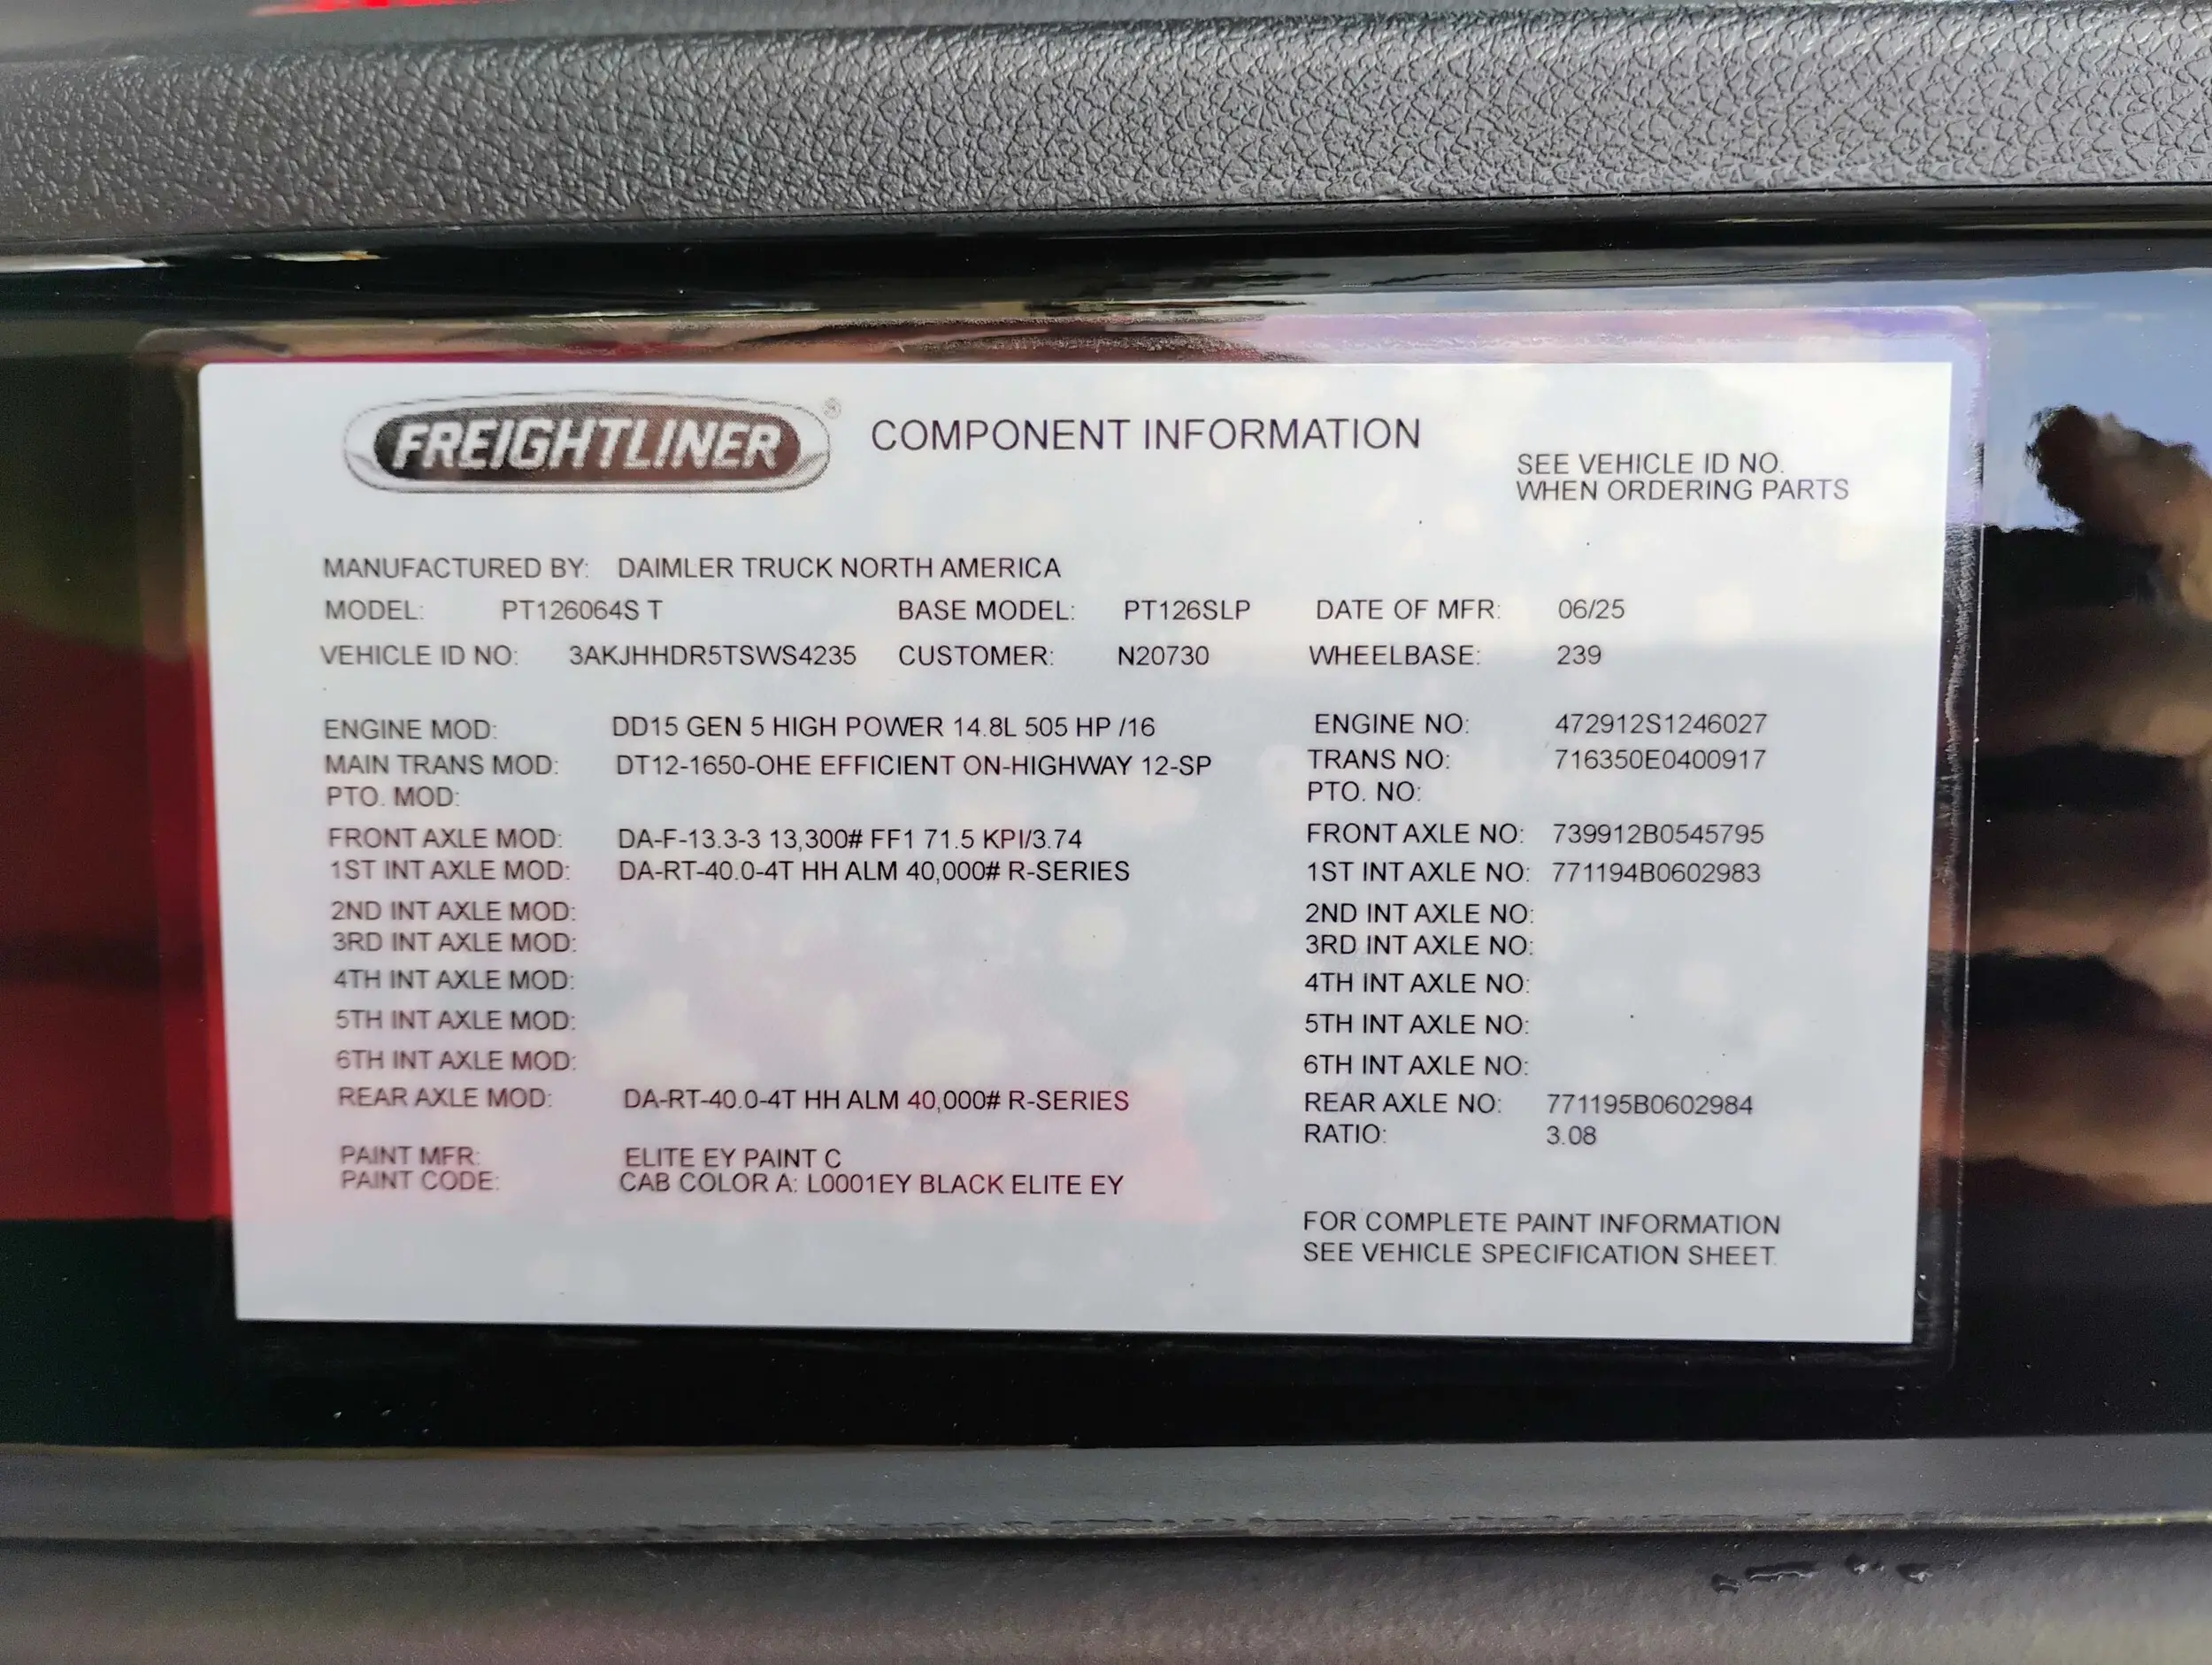 FREIGHTLINER ® COMPONENT INFORMATION
SEE VEHICLE ID NO.
WHEN ORDERING PARTS
MANUFACTURED BY: DAIMLER TRUCK NORTH AMERICA
MODEL: PT126064S T BASE MODEL: PT126SLP DATE OF MFR: 06/25
VEHICLE ID NO: 3AKJHHDR5TSWS4235 CUSTOMER: N20730 WHEELBASE: 239
ENGINE MOD: DD15 GEN 5 HIGH POWER 14.8L 505 HP /16 ENGINE NO: 472912S1246027
MAIN TRANS MOD: DT12-1650-OHE EFFICIENT ON-HIGHWAY 12-SP TRANS NO: 716350E0400917
PTO. MOD: PTO. NO:
FRONT AXLE MOD: DA-F-13.3-3 13,300# FF1 71.5 KPI/3.74 FRONT AXLE NO: 739912B0545795
1ST INT AXLE MOD: DA-RT-40.0-4T HH ALM 40,000# R-SERIES 1ST INT AXLE NO: 771194B0602983
2ND INT AXLE MOD: 2ND INT AXLE NO:
3RD INT AXLE MOD: 3RD INT AXLE NO:
4TH INT AXLE MOD: 4TH INT AXLE NO:
5TH INT AXLE MOD: 5TH INT AXLE NO:
6TH INT AXLE MOD: 6TH INT AXLE NO:
REAR AXLE MOD: DA-RT-40.0-4T HH ALM 40,000# R-SERIES REAR AXLE NO: 771195B0602984
RATIO: 3.08
PAINT MFR: ELITE EY PAINT C
PAINT CODE: CAB COLOR A: L0001EY BLACK ELITE EY
FOR COMPLETE PAINT INFORMATION
SEE VEHICLE SPECIFICATION SHEET.